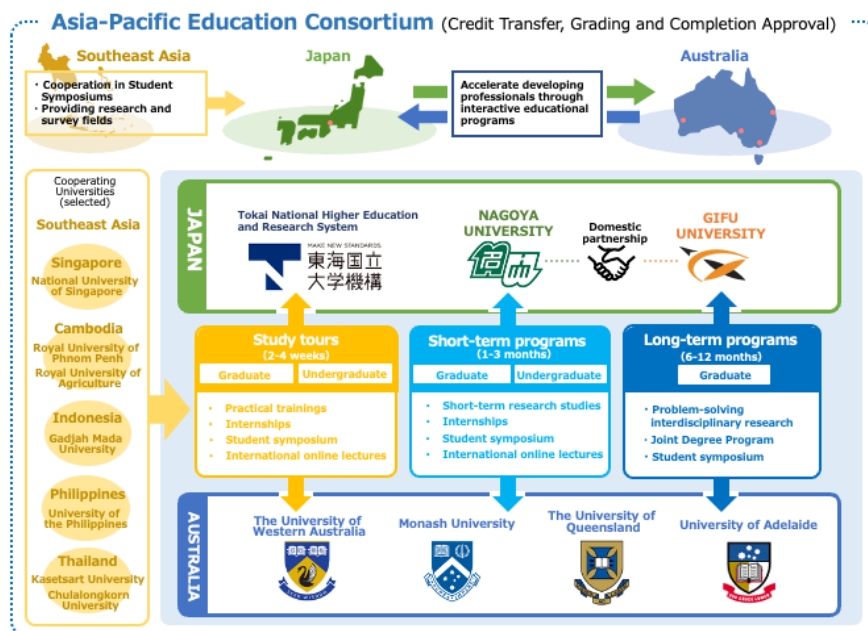 Asia-Pacific Education Consortium (Credit Transfer, Grading and Completion Approval)
Southeast Asia
· Cooperation in Student
Symposiums
· Providing research and
survey fields
Japan
Accelerate developing
professionals through
interactive educational
programs
Australia
Cooperating
Universities
(selected)
Southeast Asia
Singapore
National University
of Singapore
Cambodia
Royal University of
Phnom Penh
Royal University of
Agriculture
Indonesia
Gadjah Mada
University
Philippines
University of
the Philippines
Thailand
Kasetsart University
Chulalongkorn
University
JAPAN
Tokai National Higher Education
and Research System
MAKE NEW STANDARDS.
東海国立
大学機構
NAGOYA
UNIVERSITY
Domestic
partnership
GIFU
UNIVERSITY
Study tours
(2-4 weeks)
Graduate
Undergraduate
· Practical trainings
· Internships
· Student symposium
· International online lectures
Short-term programs
(1-3 months)
Graduate
Undergraduate
· Short-term research studies
· Internships
· Student symposium
· International online lectures
Long-term programs
(6-12 months)
Graduate
· Problem-solving
interdisciplinary research
· Joint Degree Program
· Student symposium
AUSTRALIA
The University of
Western Australia
Monash University
The University of
Queensland
University of Adelaide